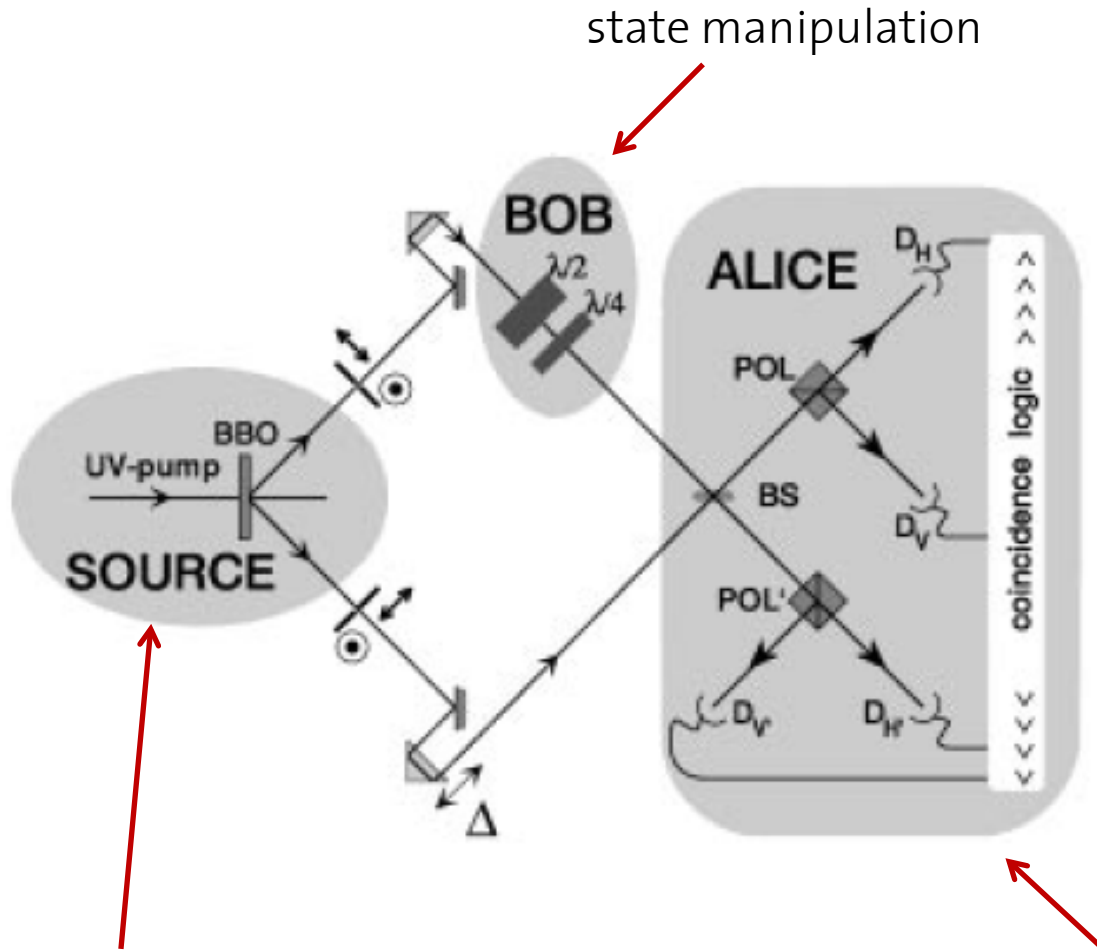 state manipulation
BOB
λ/2
λ/4
ALICE
D_H
POL
BBO
UV-pump
SOURCE
BS
D_V
POL'
D_V'
D_H'
coincidence logic
Δ